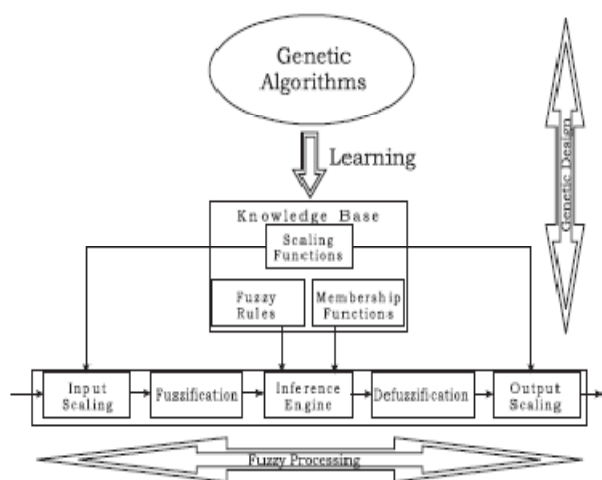 Genetic
Algorithms
Learning
Genetic Design
Knowledge Base
Scaling
Functions
Fuzzy
Rules
Membership
Functions
Input
Scaling
Fuzzification
Inference
Engine
Defuzzification
Output
Scaling
Fuzzy Processing